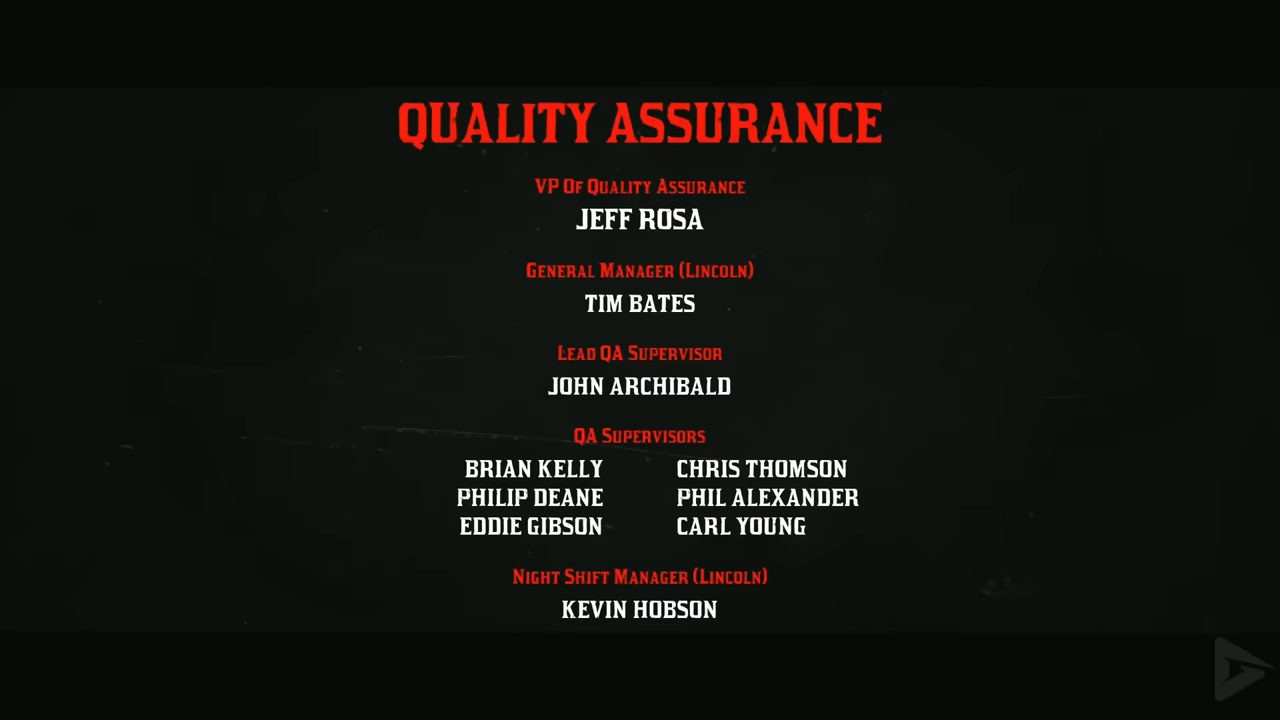 QUALITY ASSURANCE
VP Of Quality Assurance
JEFF ROSA
General Manager (Lincoln)
TIM BATES
Lead QA Supervisor
JOHN ARCHIBALD
QA Supervisors
BRIAN KELLY CHRIS THOMSON
PHILIP DEANE PHIL ALEXANDER
EDDIE GIBSON CARL YOUNG
Night Shift Manager (Lincoln)
KEVIN HOBSON